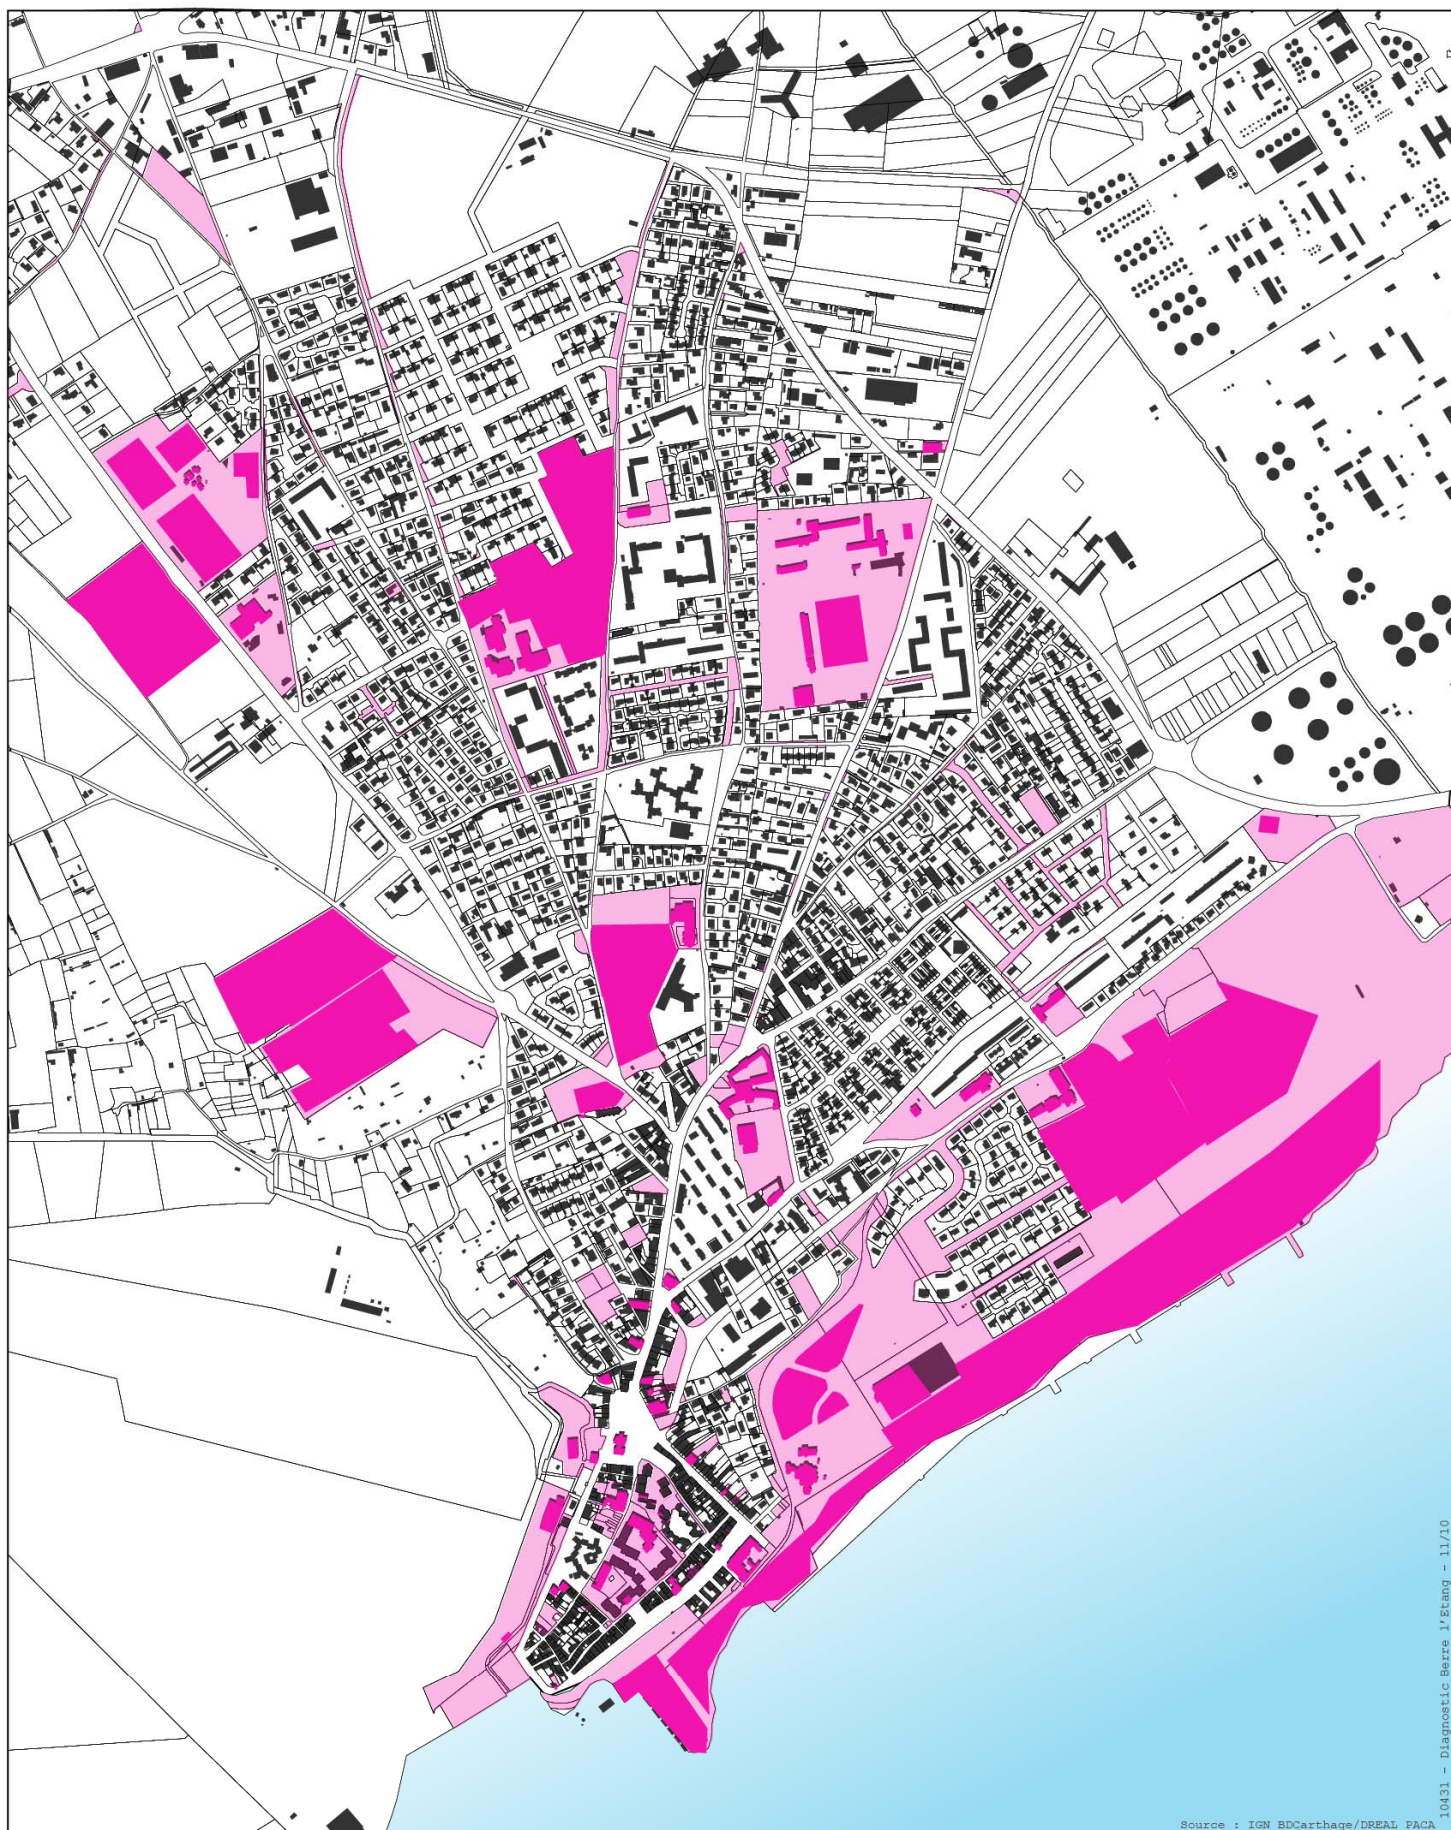 Source : IGN BDCarthage/DREAL PACA
10431 - Diagnostic Berre l'Etang - 11/10